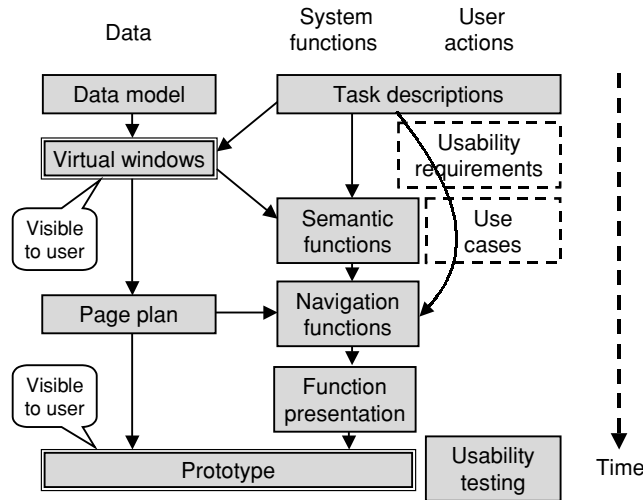 Data
System
functions
User
actions
Data model
Task descriptions
Virtual windows
Usability
requirements
Visible
to user
Semantic
functions
Use
cases
Page plan
Navigation
functions
Visible
to user
Function
presentation
Prototype
Usability
testing
Time